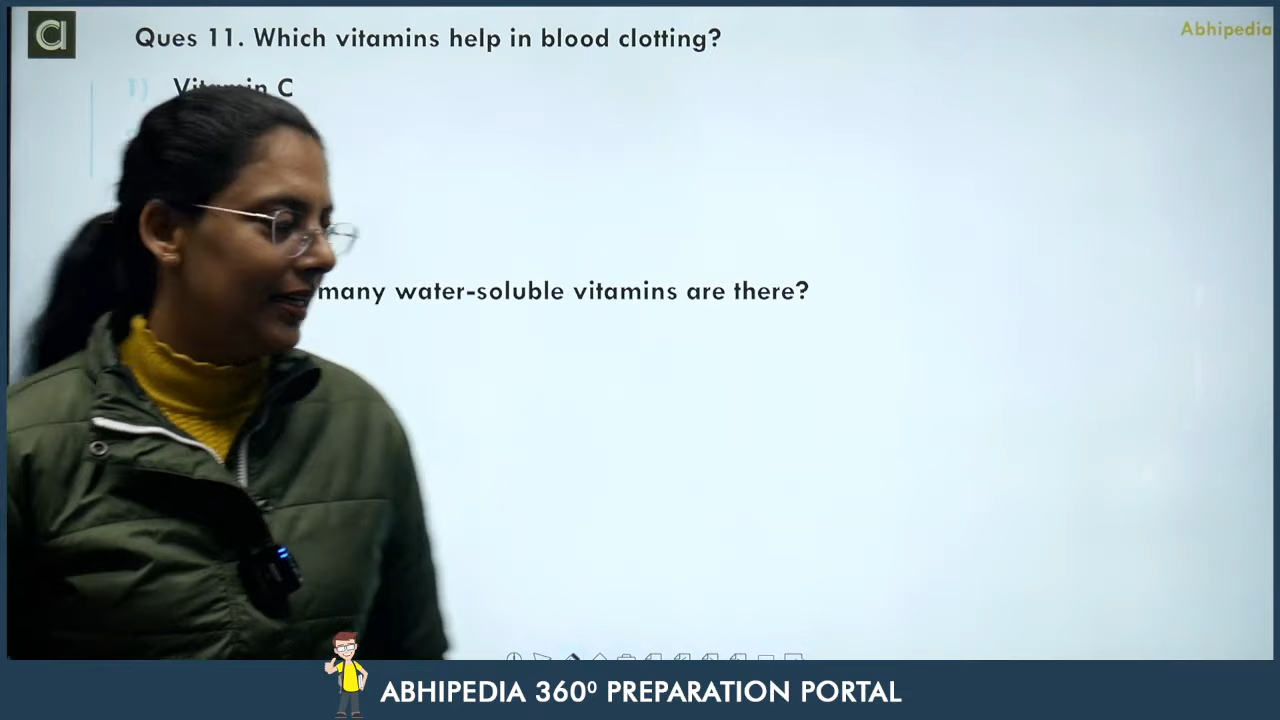 Ques 11. Which vitamins help in blood clotting?
Abhipedia
1) Vitamin C
many water-soluble vitamins are there?
ABHIPEDIA 360⁰ PREPARATION PORTAL